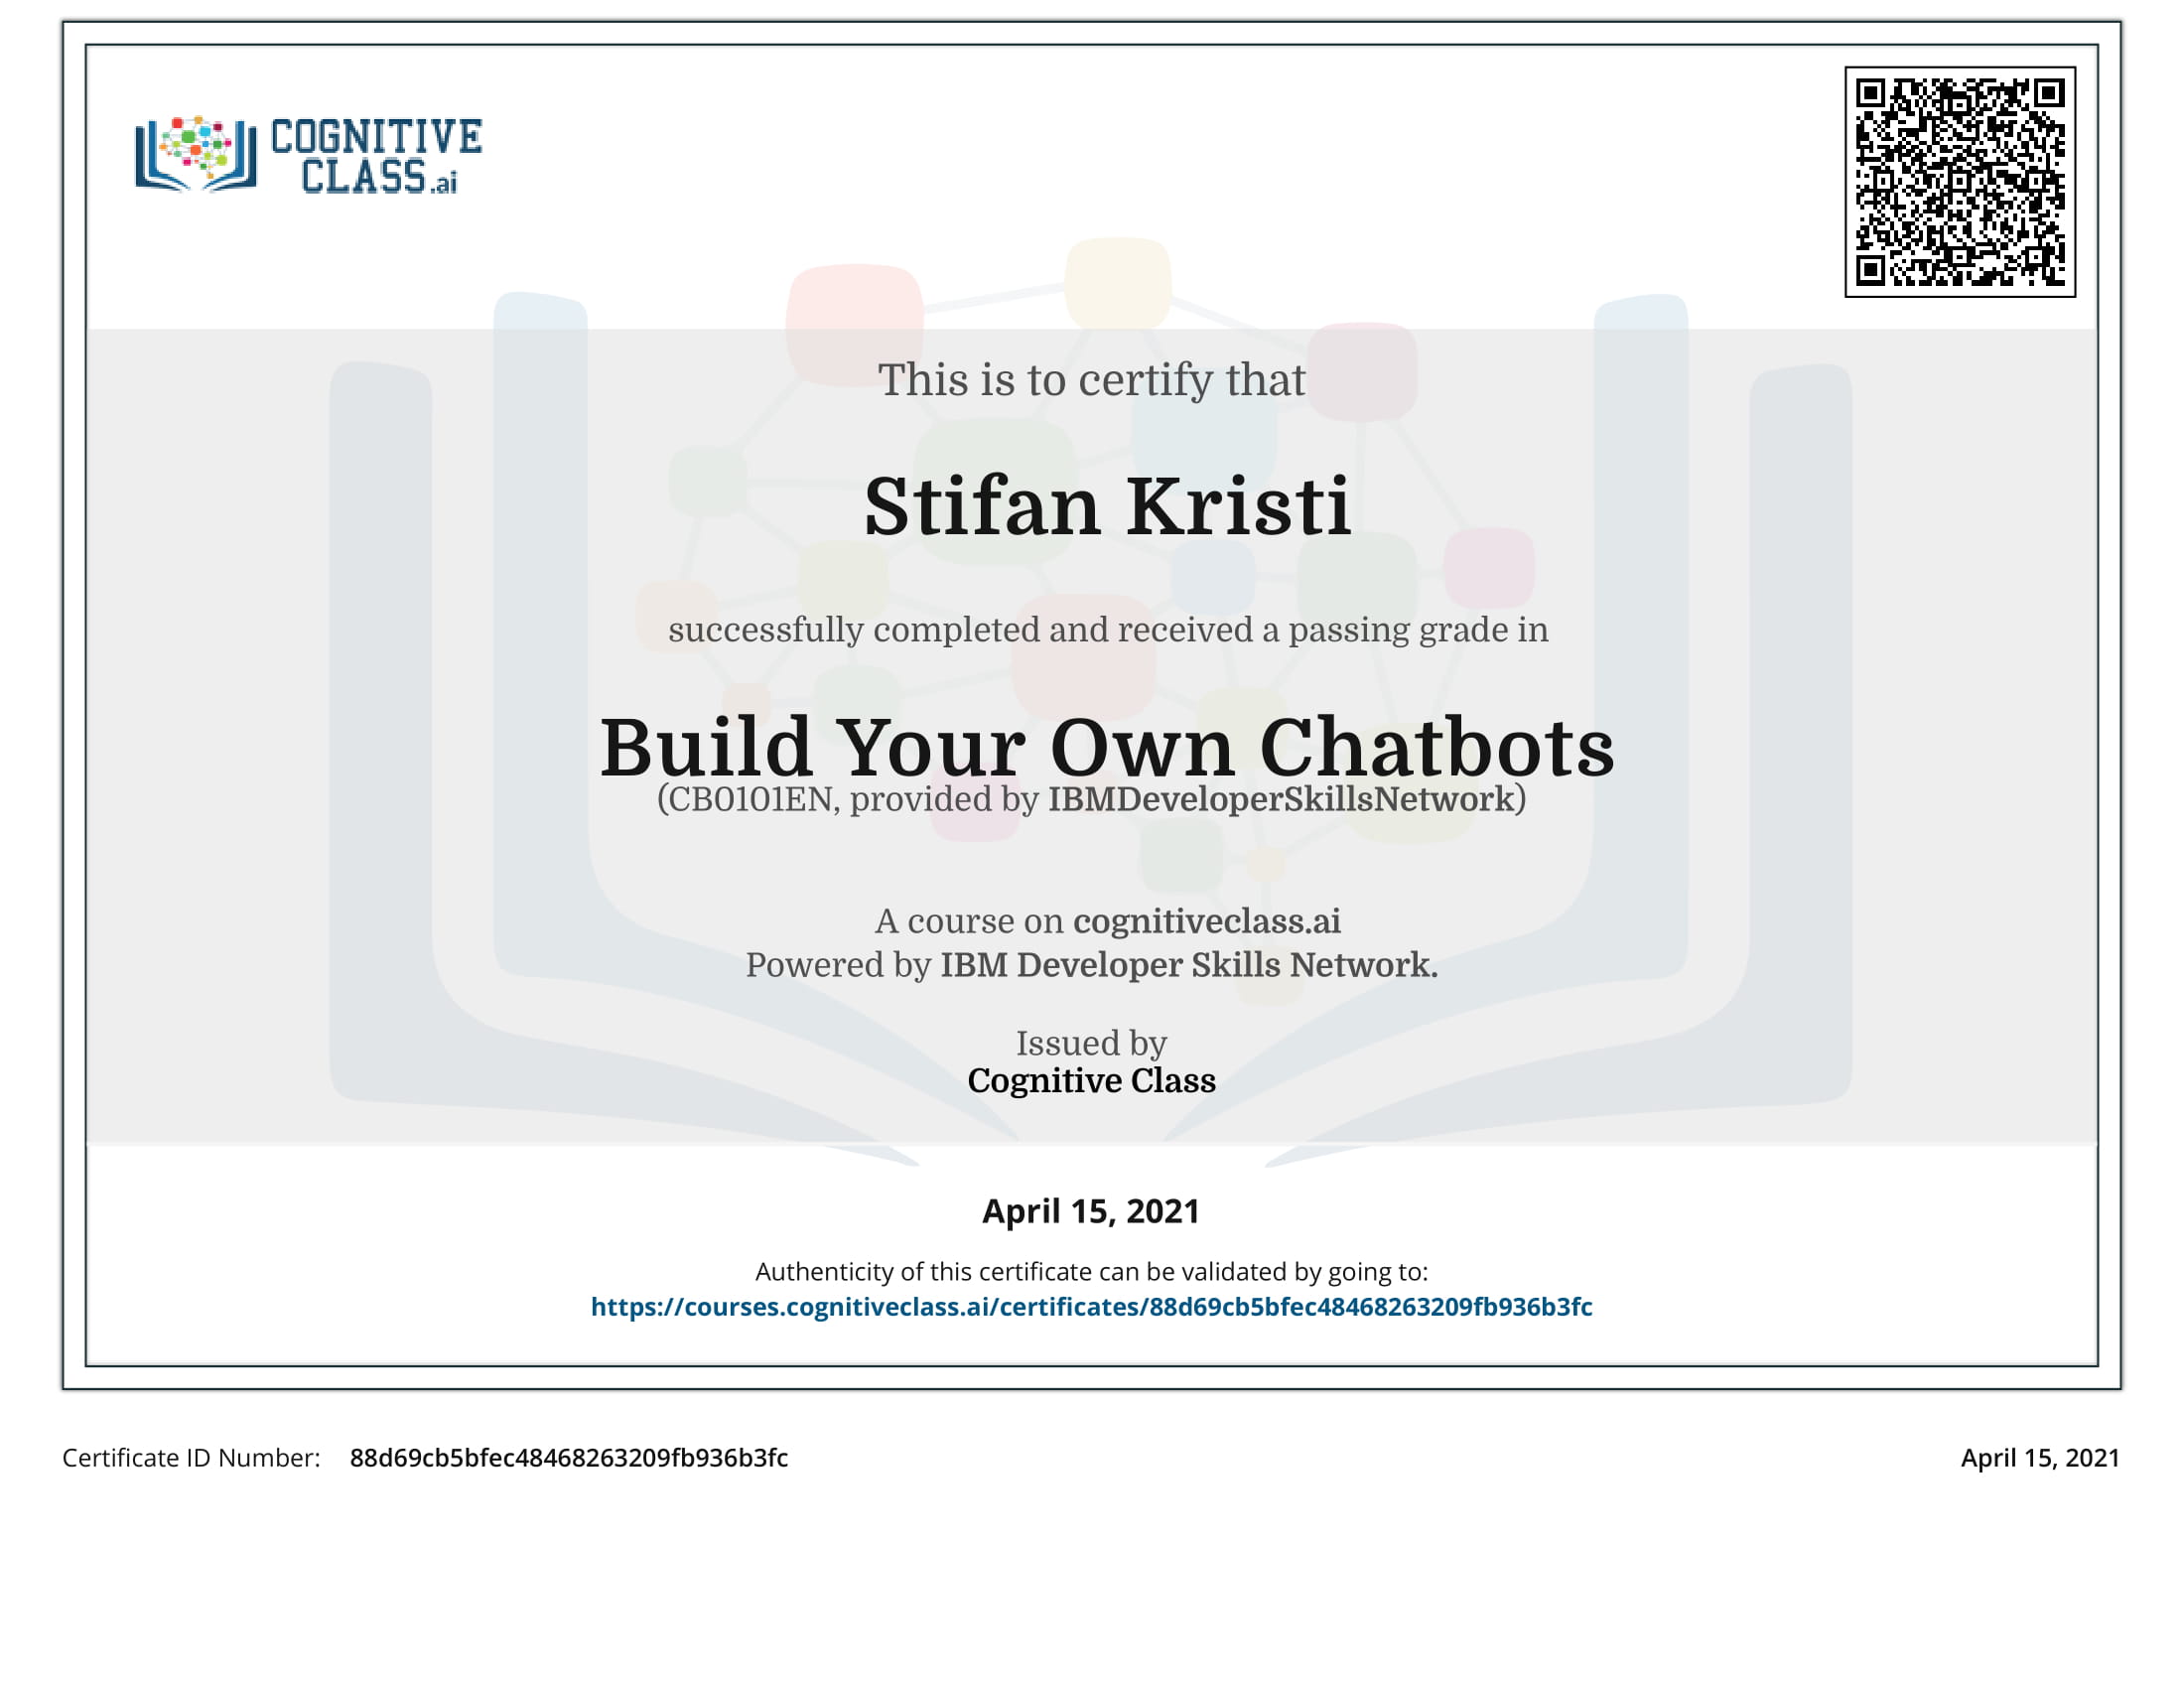 COGNITIVE
CLASS.ai
This is to certify that
Stifan Kristi
successfully completed and received a passing grade in
Build Your Own Chatbots
(CB0101EN, provided by IBMDeveloperSkillsNetwork)
A course on cognitiveclass.ai
Powered by IBM Developer Skills Network.
Issued by
Cognitive Class
April 15, 2021
Authenticity of this certificate can be validated by going to:
https://courses.cognitiveclass.ai/certificates/88d69cb5bfec48468263209fb936b3fc
Certificate ID Number: 88d69cb5bfec48468263209fb936b3fc
April 15, 2021